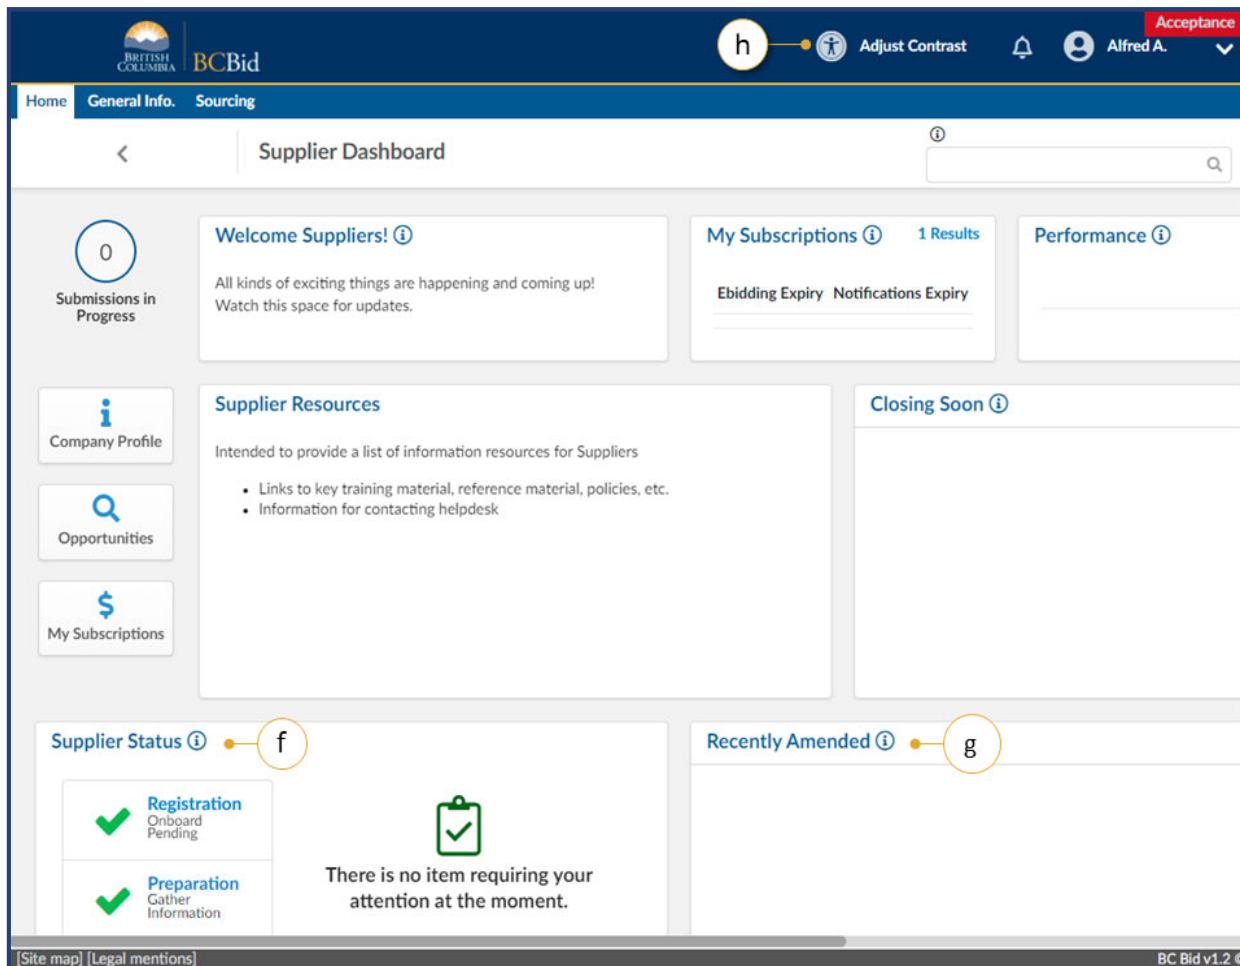 Acceptance
BRITISH
COLUMBIA
BCBid
h
Adjust Contrast
Alfred A.
Home General Info. Sourcing
Supplier Dashboard
0
Submissions in
Progress
Welcome Suppliers!
All kinds of exciting things are happening and coming up!
Watch this space for updates.
My Subscriptions 1 Results
Ebidding Expiry Notifications Expiry
Performance
Company Profile
Opportunities
My Subscriptions
Supplier Resources
Intended to provide a list of information resources for Suppliers
• Links to key training material, reference material, policies, etc.
• Information for contacting helpdesk
Closing Soon
Supplier Status
f
Registration
Onboard
Pending
Preparation
Gather
Information
There is no item requiring your
attention at the moment.
Recently Amended
g
[Site map] [Legal mentions]
BC Bid v1.2 ©